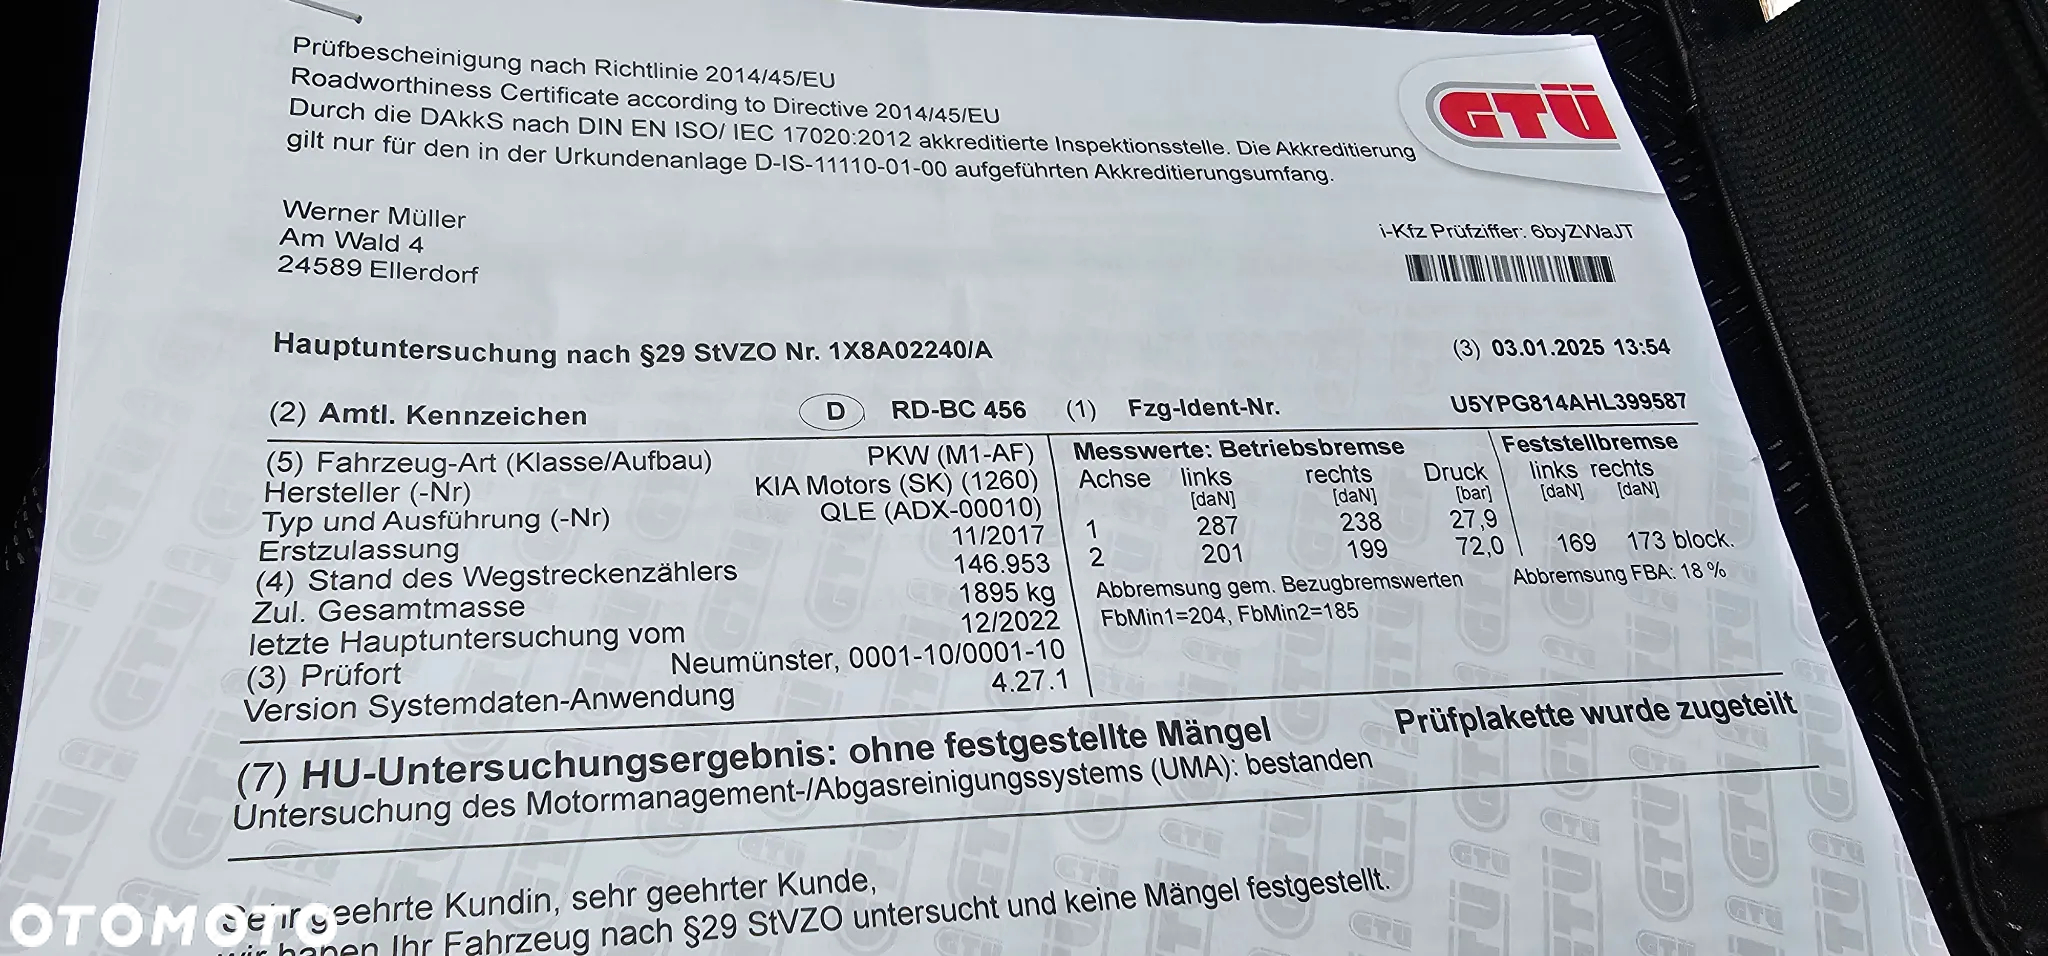 Prüfbescheinigung nach Richtlinie 2014/45/EU
Roadworthiness Certificate according to Directive 2014/45/EU
Durch die DAkkS nach DIN EN ISO/ IEC 17020:2012 akkreditierte Inspektionsstelle. Die Akkreditierung
gilt nur für den in der Urkundenanlage D-IS-11110-01-00 aufgeführten Akkreditierungsumfang.
GTÜ
Werner Müller
Am Wald 4
24589 Ellerdorf
i-Kfz Prüfziffer: 6byZWaJT
Hauptuntersuchung nach §29 StVZO Nr. 1X8A02240/A (3) 03.01.2025 13:54
(2) Amtl. Kennzeichen D RD-BC 456 (1) Fzg-Ident-Nr. U5YPG814AHL399587
(5) Fahrzeug-Art (Klasse/Aufbau) PKW (M1-AF)
Hersteller (-Nr) KIA Motors (SK) (1260)
Typ und Ausführung (-Nr) QLE (ADX-00010)
Erstzulassung 11/2017
(4) Stand des Wegstreckenzählers 146.953
Zul. Gesamtmasse 1895 kg
letzte Hauptuntersuchung vom 12/2022
(3) Prüfort Neumünster, 0001-10/0001-10
Version Systemdaten-Anwendung 4.27.1
Messwerte: Betriebsbremse Feststellbremse
Achse links rechts Druck links rechts
[daN] [daN] [bar] [daN] [daN]
1 287 238 27,9
2 201 199 72,0 169 173 block.
Abbremsung gem. Bezugbremswerten Abbremsung FBA: 18 %
FbMin1=204, FbMin2=185
(7) HU-Untersuchungsergebnis: ohne festgestellte Mängel Prüfplakette wurde zugeteilt
Untersuchung des Motormanagement-/Abgasreinigungssystems (UMA): bestanden
Sehr geehrte Kundin, sehr geehrter Kunde,
wir haben Ihr Fahrzeug nach §29 StVZO untersucht und keine Mängel festgestellt.
OTOMOTO